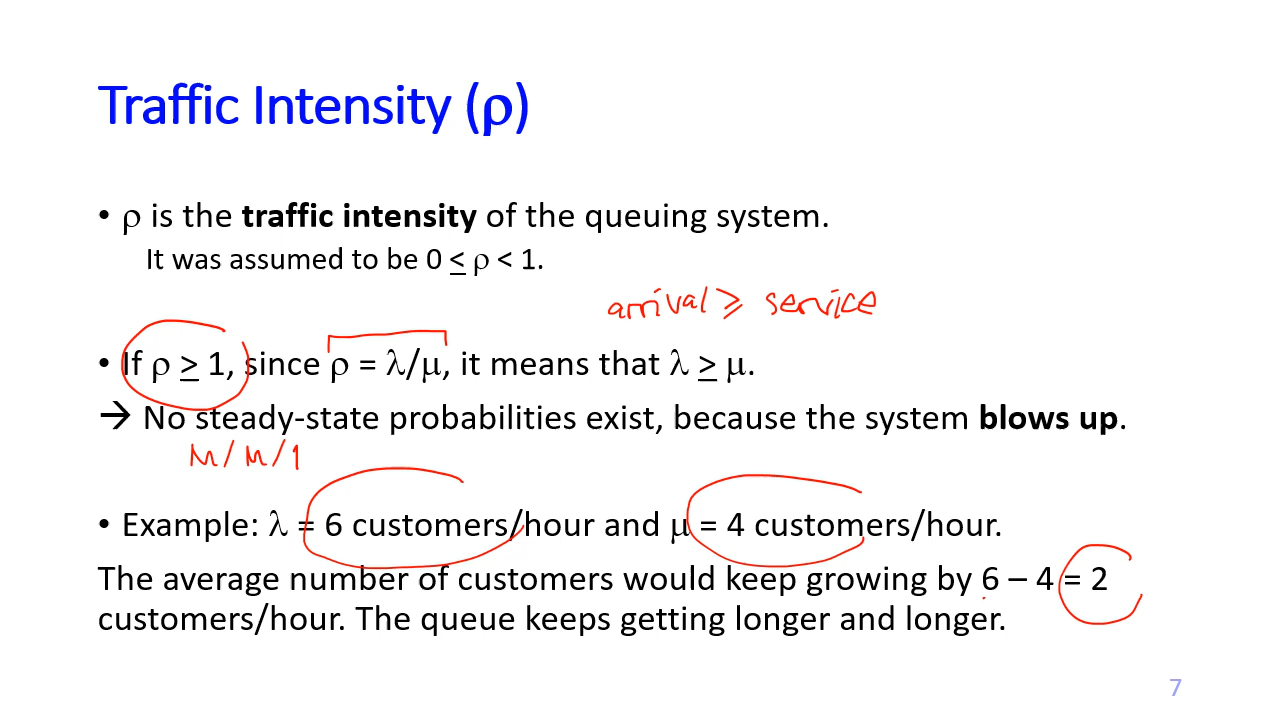 Traffic Intensity (ρ)
• ρ is the traffic intensity of the queuing system.
It was assumed to be 0 ≤ ρ < 1.
arrival ≥ service
• If ρ ≥ 1, since ρ = λ/μ, it means that λ ≥ μ.
→ No steady-state probabilities exist, because the system blows up.
M/M/1
• Example: λ = 6 customers/hour and μ = 4 customers/hour.
The average number of customers would keep growing by 6 – 4 = 2
customers/hour. The queue keeps getting longer and longer.
7